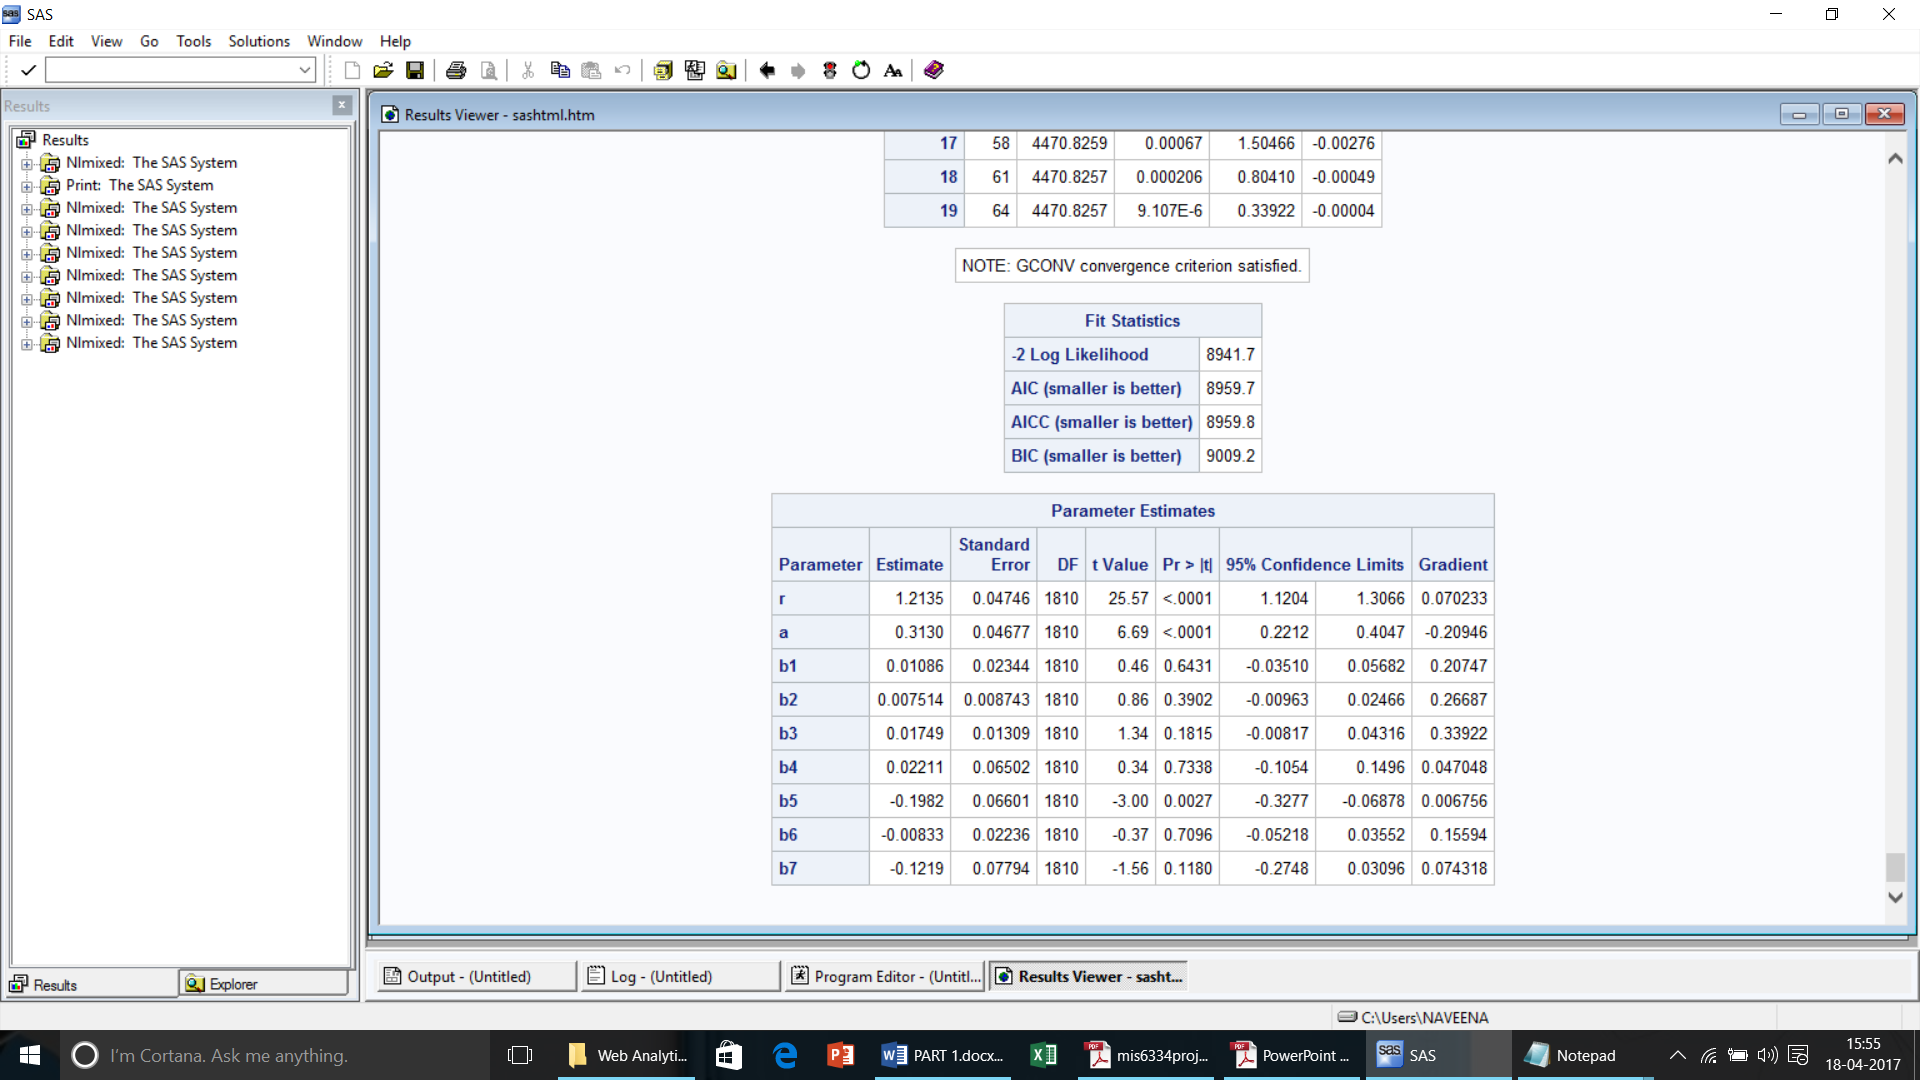 SAS
File Edit View Go Tools Solutions Window Help
Results
Results
NImixed: The SAS System
Print: The SAS System
NImixed: The SAS System
NImixed: The SAS System
NImixed: The SAS System
NImixed: The SAS System
NImixed: The SAS System
NImixed: The SAS System
NImixed: The SAS System
Results Explorer
Results Viewer - sashtml.htm
17 58 4470.8259 0.00067 1.50466 -0.00276
18 61 4470.8257 0.000206 0.80410 -0.00049
19 64 4470.8257 9.107E-6 0.33922 -0.00004
NOTE: GCONV convergence criterion satisfied.
Fit Statistics
-2 Log Likelihood 8941.7
AIC (smaller is better) 8959.7
AICC (smaller is better) 8959.8
BIC (smaller is better) 9009.2
Parameter Estimates
Parameter Estimate Standard Error DF t Value Pr > |t| 95% Confidence Limits Gradient
r 1.2135 0.04746 1810 25.57 <.0001 1.1204 1.3066 0.070233
a 0.3130 0.04677 1810 6.69 <.0001 0.2212 0.4047 -0.20946
b1 0.01086 0.02344 1810 0.46 0.6431 -0.03510 0.05682 0.20747
b2 0.007514 0.008743 1810 0.86 0.3902 -0.00963 0.02466 0.26687
b3 0.01749 0.01309 1810 1.34 0.1815 -0.00817 0.04316 0.33922
b4 0.02211 0.06502 1810 0.34 0.7338 -0.1054 0.1496 0.047048
b5 -0.1982 0.06601 1810 -3.00 0.0027 -0.3277 -0.06878 0.006756
b6 -0.00833 0.02236 1810 -0.37 0.7096 -0.05218 0.03552 0.15594
b7 -0.1219 0.07794 1810 -1.56 0.1180 -0.2748 0.03096 0.074318
Output - (Untitled) Log - (Untitled) Program Editor - (Untitl... Results Viewer - sasht...
C:\Users\NAVEENA
I'm Cortana. Ask me anything. Web Analyti... PART 1.docx... mis6334proj... PowerPoint ... SAS Notepad
15:55
18-04-2017